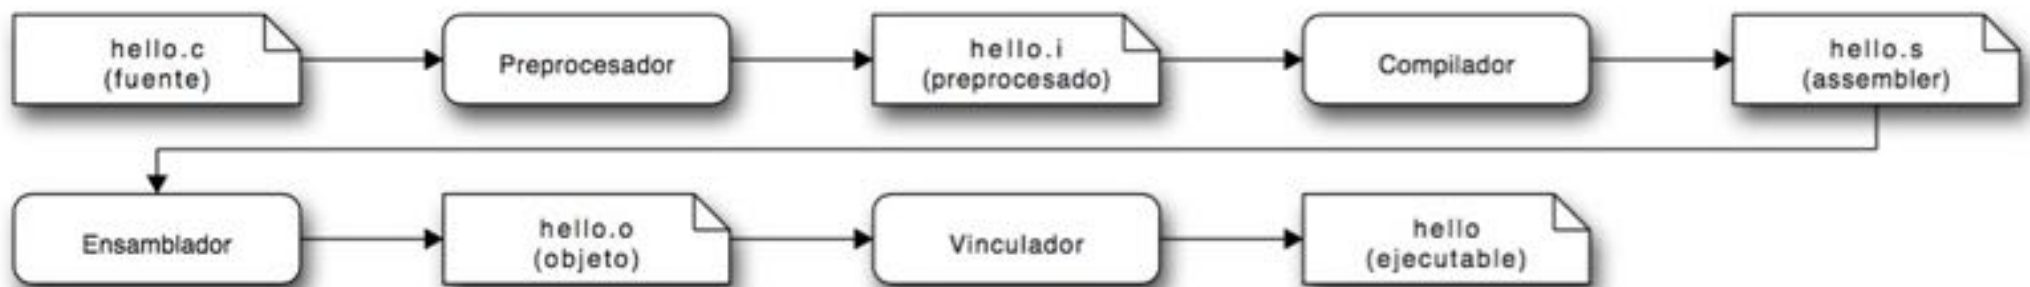 hello.c
(fuente)
Preprocesador
hello.i
(preprocesado)
Compilador
hello.s
(assembler)
Ensamblador
hello.o
(objeto)
Vinculador
hello
(ejecutable)